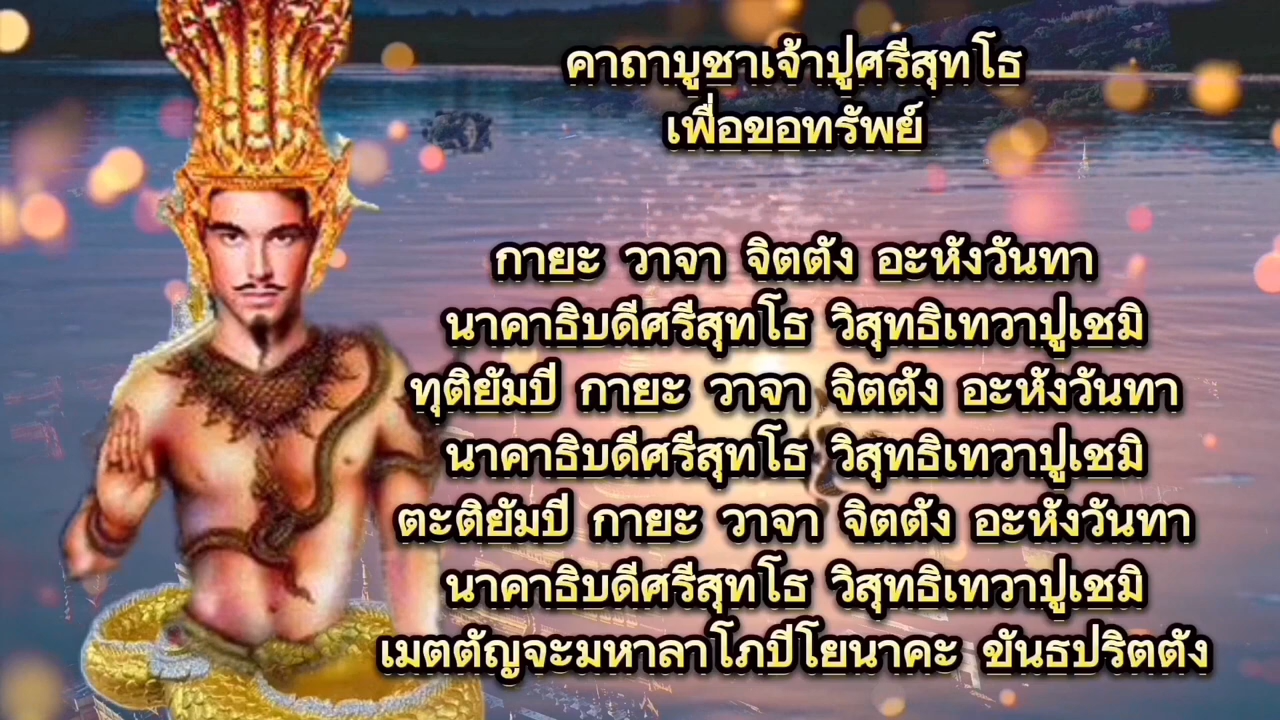 คาถาบูชาเจ้าปู่ศรีสุทโธ
เพื่อขอทรัพย์
กายะ วาจา จิตตัง อะหังวันทา
นาคาธิบดีศรีสุทโธ วิสุทธิเทวาปูเชมิ
ทุติยัมปี กายะ วาจา จิตตัง อะหังวันทา
นาคาธิบดีศรีสุทโธ วิสุทธิเทวาปูเชมิ
ตะติยัมปี กายะ วาจา จิตตัง อะหังวันทา
นาคาธิบดีศรีสุทโธ วิสุทธิเทวาปูเชมิ
เมตตัญจะมหาลาโภปีโยนาคะ ขันธปริตตัง